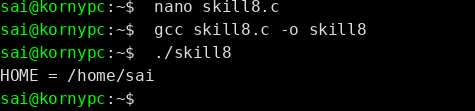 sai@kornypc:~$  nano skill8.c
sai@kornypc:~$  gcc skill8.c -o skill8
sai@kornypc:~$  ./skill8
HOME = /home/sai
sai@kornypc:~$